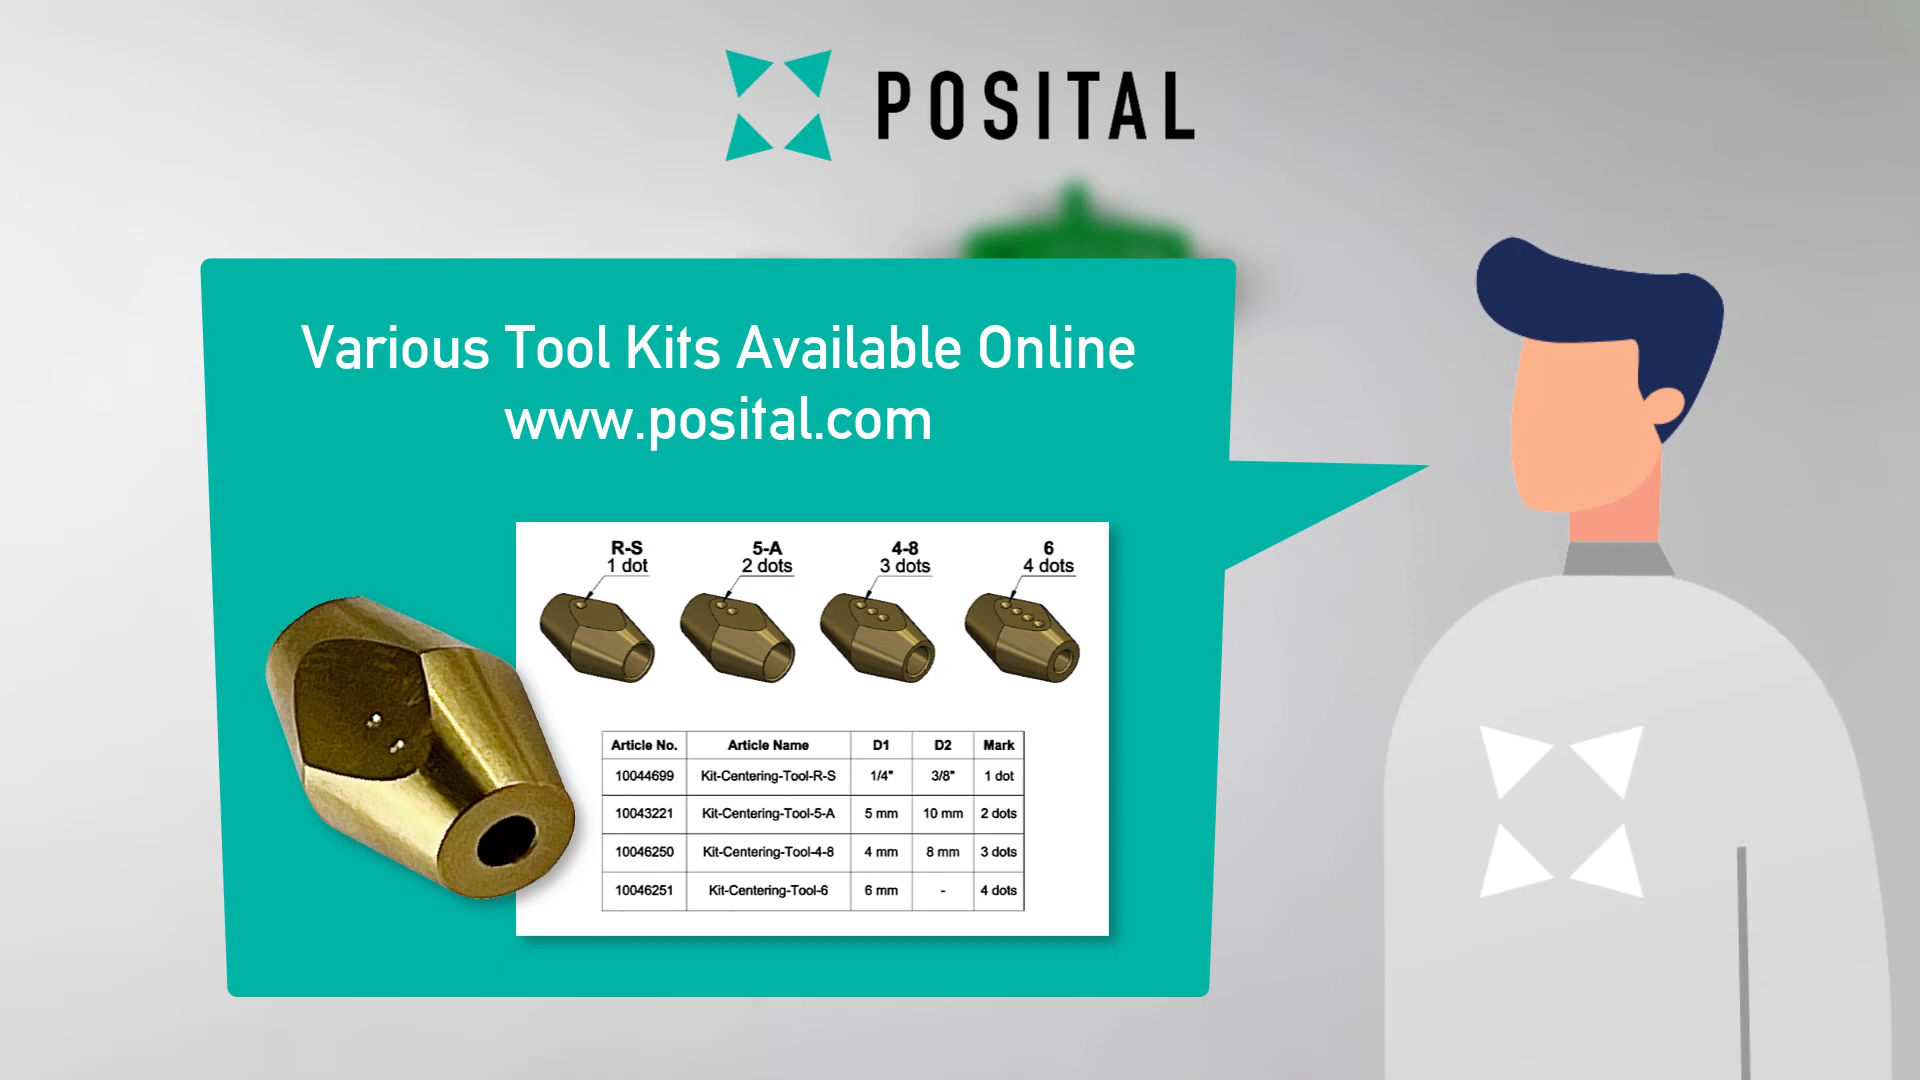 POSITAL
Various Tool Kits Available Online
www.posital.com
R-S 5-A 4-8 6
1 dot 2 dots 3 dots 4 dots
Article No. Article Name D1 D2 Mark
10044699 Kit-Centering-Tool-R-S 1/4" 3/8" 1 dot
10043221 Kit-Centering-Tool-5-A 5 mm 10 mm 2 dots
10046250 Kit-Centering-Tool-4-8 4 mm 8 mm 3 dots
10046251 Kit-Centering-Tool-6 6 mm - 4 dots